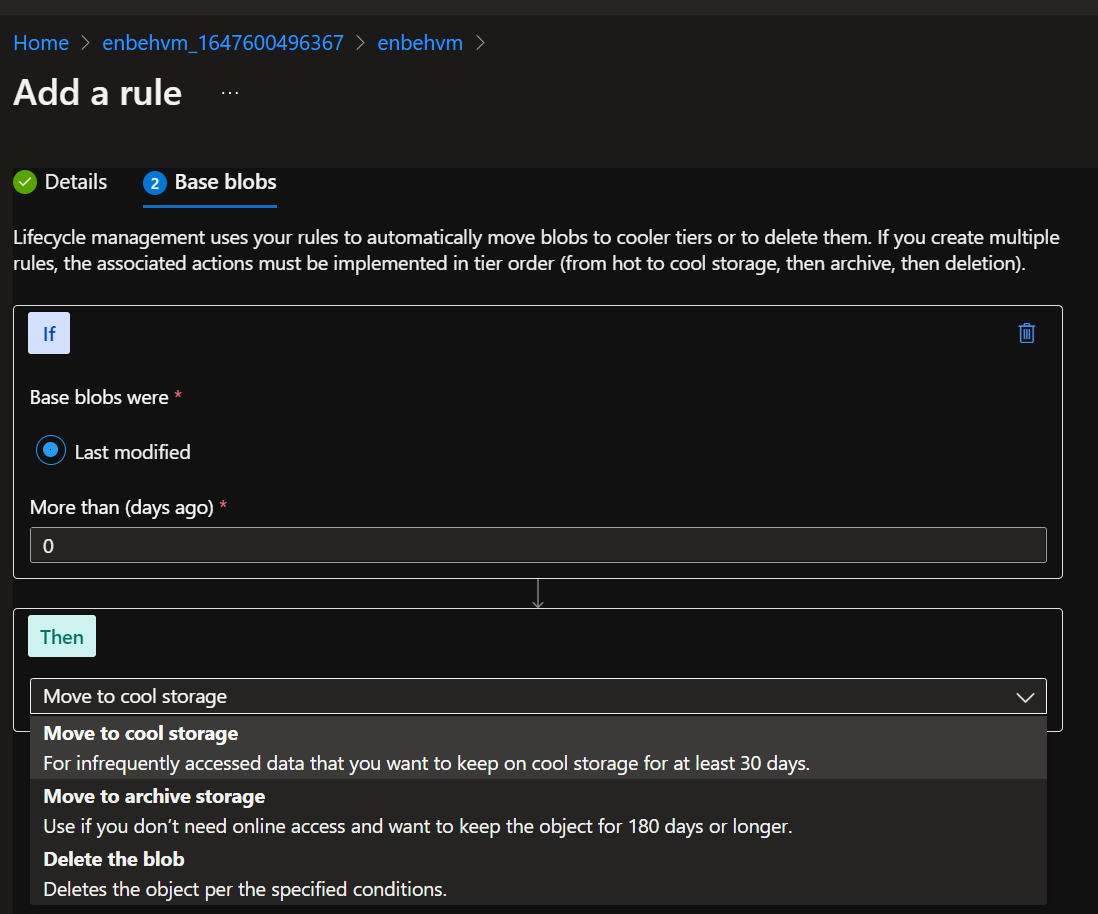 Home > enbehvm_1647600496367 > enbehvm >
Add a rule ...
Details 2 Base blobs
Lifecycle management uses your rules to automatically move blobs to cooler tiers or to delete them. If you create multiple
rules, the associated actions must be implemented in tier order (from hot to cool storage, then archive, then deletion).
If
Base blobs were *
Last modified
More than (days ago) *
0
Then
Move to cool storage
Move to cool storage
For infrequently accessed data that you want to keep on cool storage for at least 30 days.
Move to archive storage
Use if you don’t need online access and want to keep the object for 180 days or longer.
Delete the blob
Deletes the object per the specified conditions.